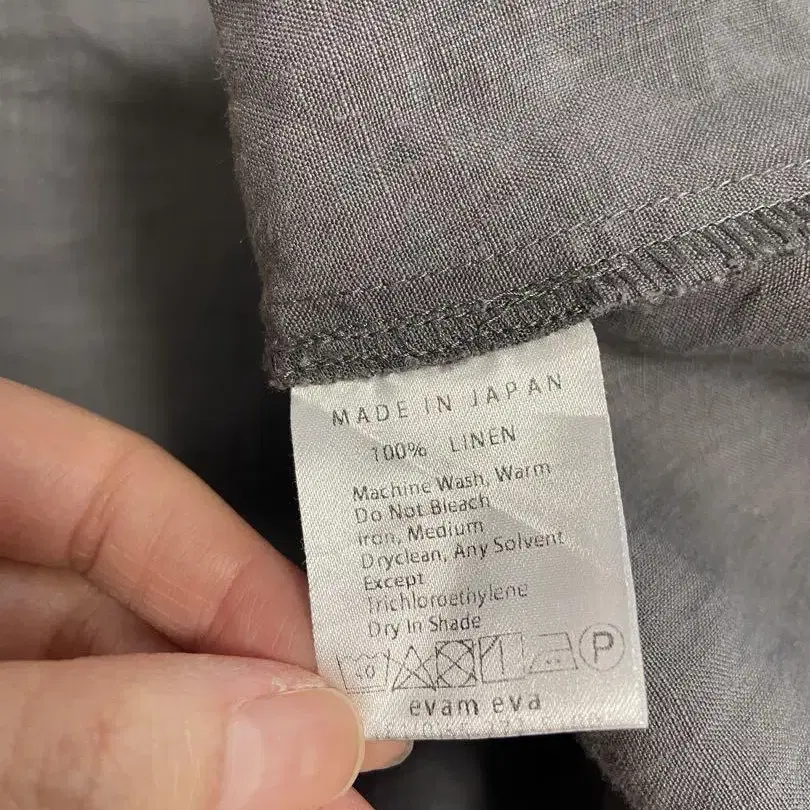 MADE IN JAPAN
100% LINEN
Machine Wash, Warm
Do Not Bleach
Iron, Medium
Dryclean, Any Solvent
Except
Trichloroethylene
Dry In Shade
40 P
evam eva